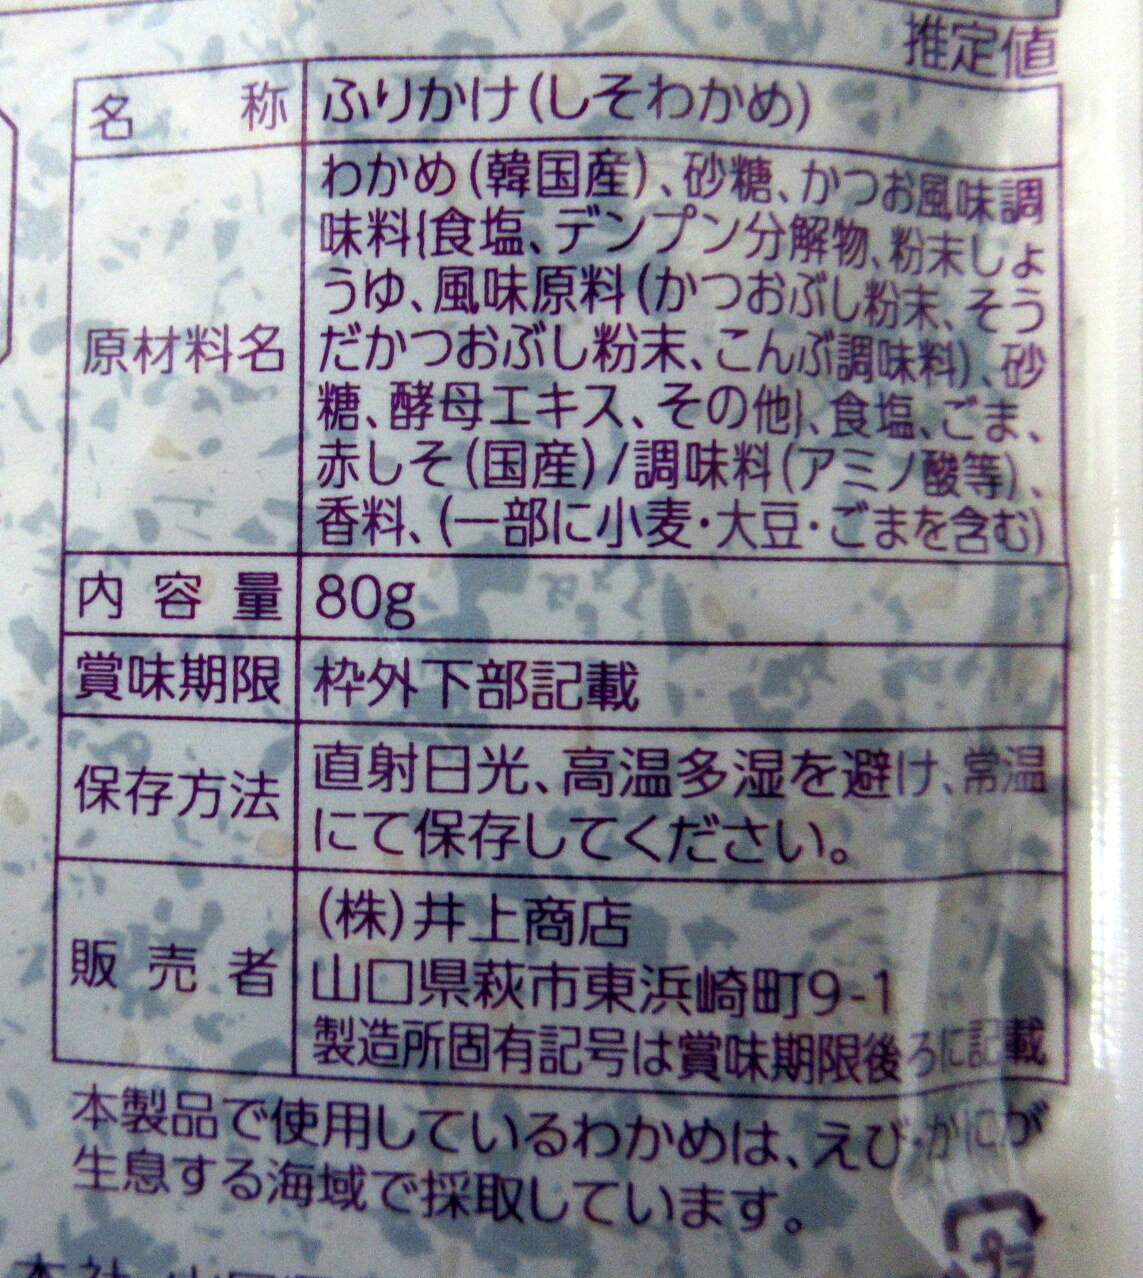 推定値
名称 ふりかけ(しそわかめ)
原材料名 わかめ(韓国産)、砂糖、かつお風味調
味料{食塩、デンプン分解物、粉末しょ
うゆ、風味原料(かつおぶし粉末、そう
だかつおぶし粉末、こんぶ調味料)、砂
糖、酵母エキス、その他}、食塩、ごま、
赤しそ(国産)/調味料(アミノ酸等)、
香料、(一部に小麦・大豆・ごまを含む)
内容量 80g
賞味期限 枠外下部記載
保存方法 直射日光、高温多湿を避け、常温
にて保存してください。
販売者 (株)井上商店
山口県萩市東浜崎町9-1
製造所固有記号は賞味期限後ろに記載
本製品で使用しているわかめは、えび・かにが
生息する海域で採取しています。
プラ